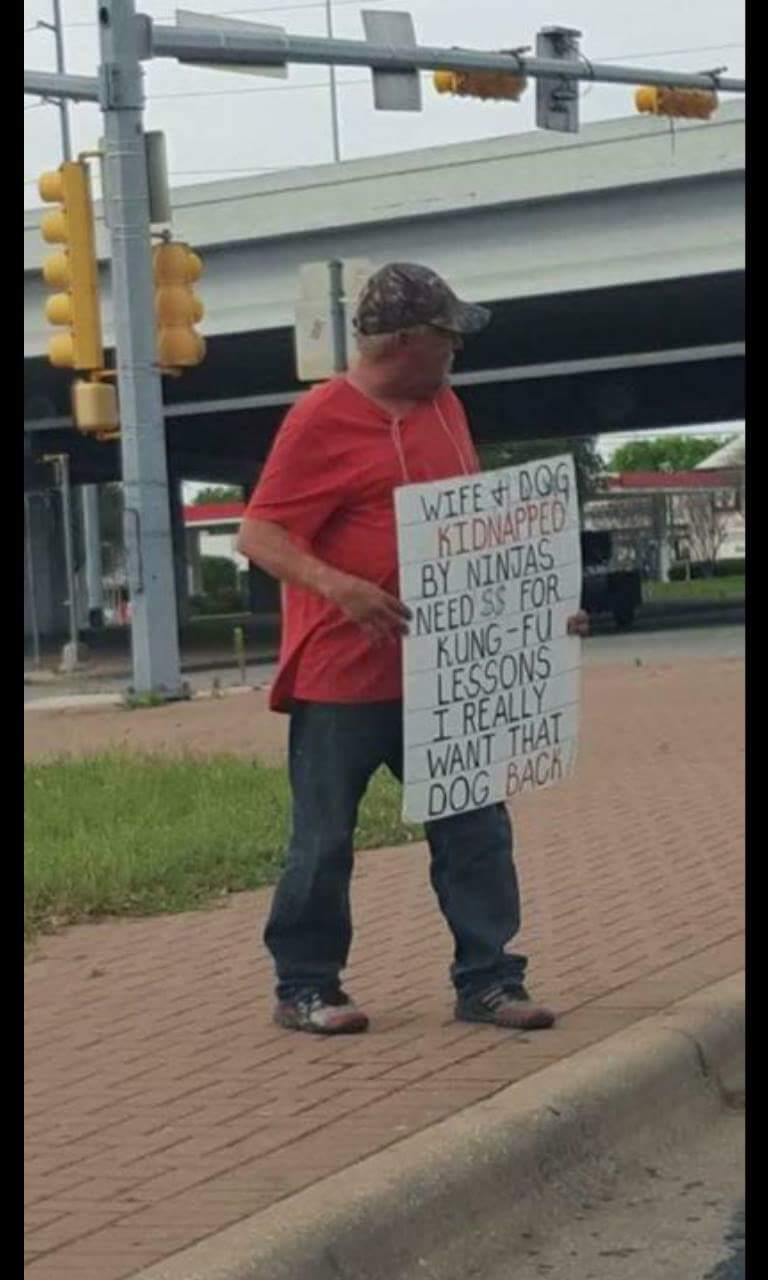 WIFE & DOG
KIDNAPPED
BY NINJAS
NEED $$ FOR
KUNG-FU
LESSONS
I REALLY
WANT THAT
DOG BACK!